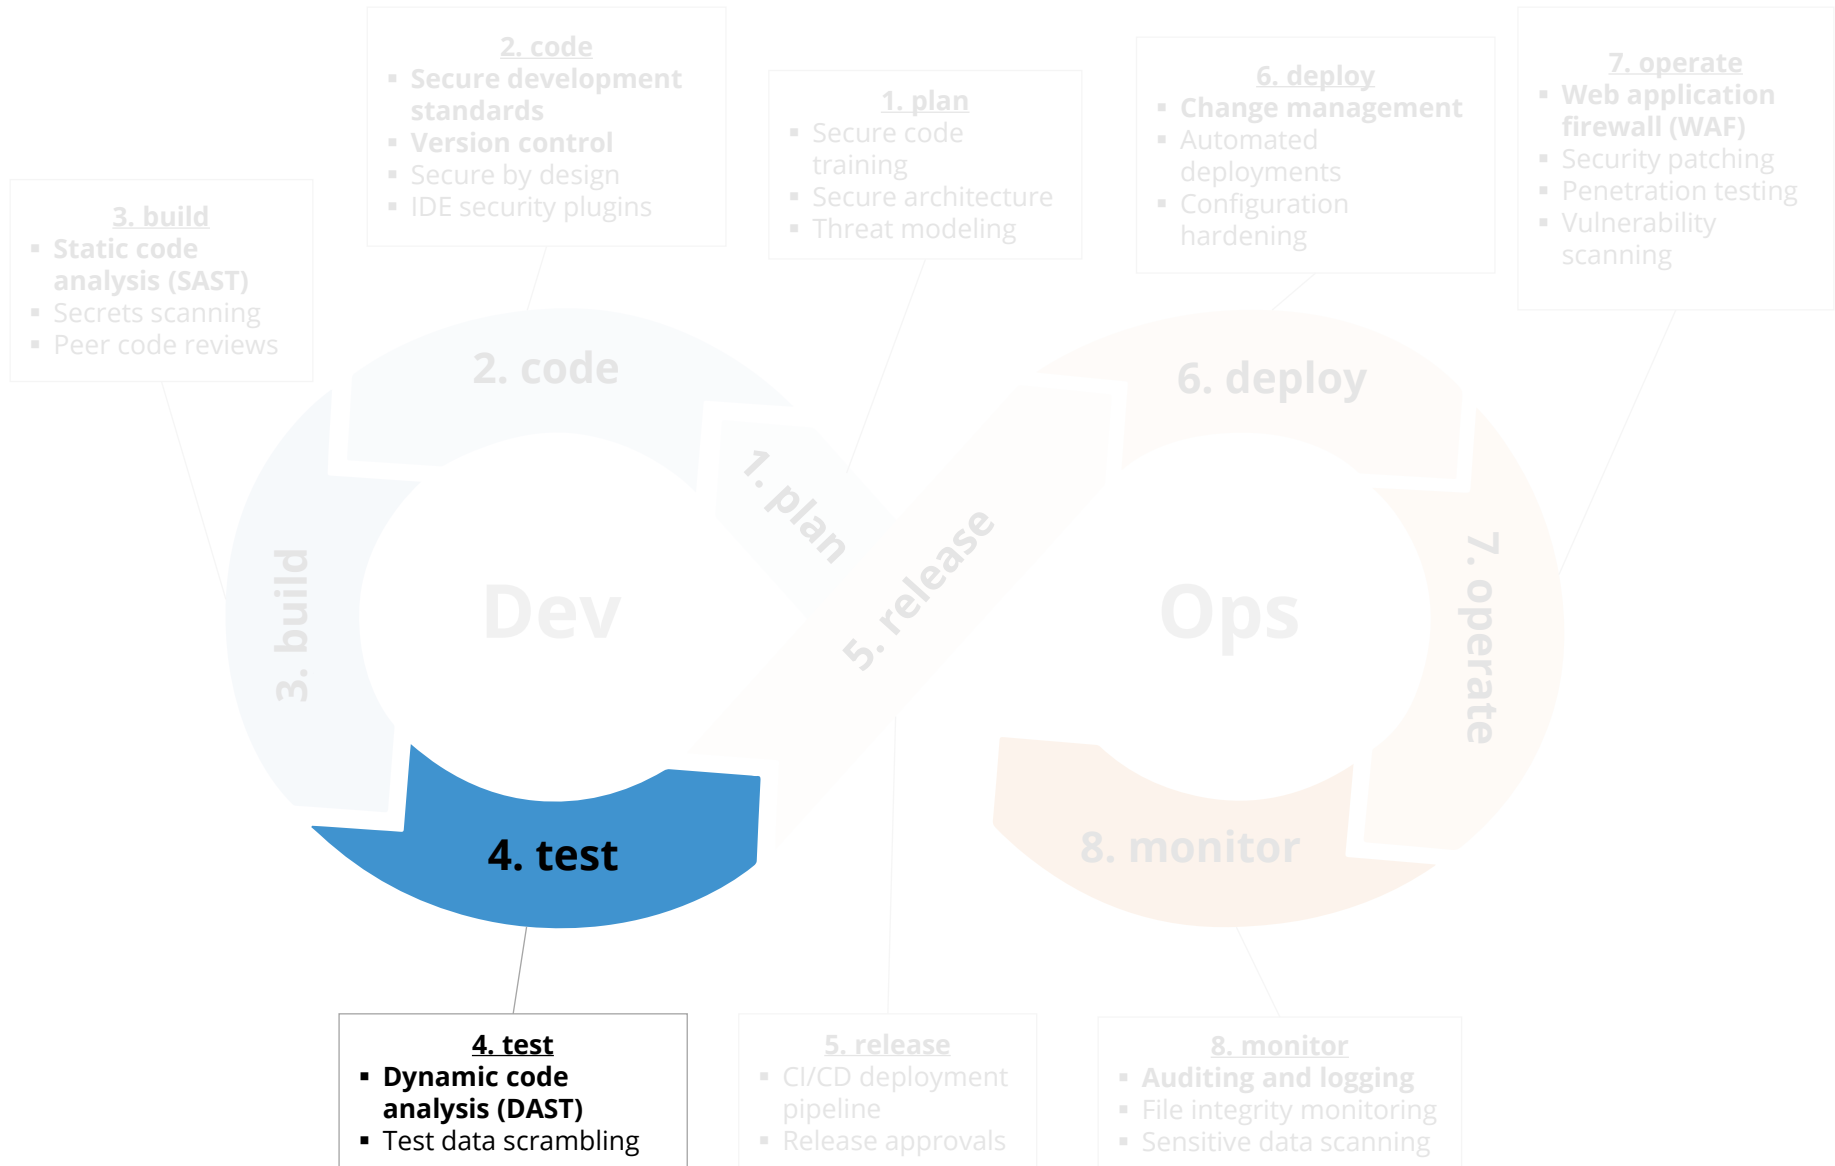 2. code
▪ Secure development
standards
▪ Version control
▪ Secure by design
▪ IDE security plugins
1. plan
▪ Secure code
training
▪ Secure architecture
▪ Threat modeling
6. deploy
▪ Change management
▪ Automated
deployments
▪ Configuration
hardening
7. operate
▪ Web application
firewall (WAF)
▪ Security patching
▪ Penetration testing
▪ Vulnerability
scanning
3. build
▪ Static code
analysis (SAST)
▪ Secrets scanning
▪ Peer code reviews
2. code
1. plan
3. build
Dev
4. test
5. release
6. deploy
Ops
7. operate
8. monitor
4. test
▪ Dynamic code
analysis (DAST)
▪ Test data scrambling
5. release
▪ CI/CD deployment
pipeline
▪ Release approvals
8. monitor
▪ Auditing and logging
▪ File integrity monitoring
▪ Sensitive data scanning